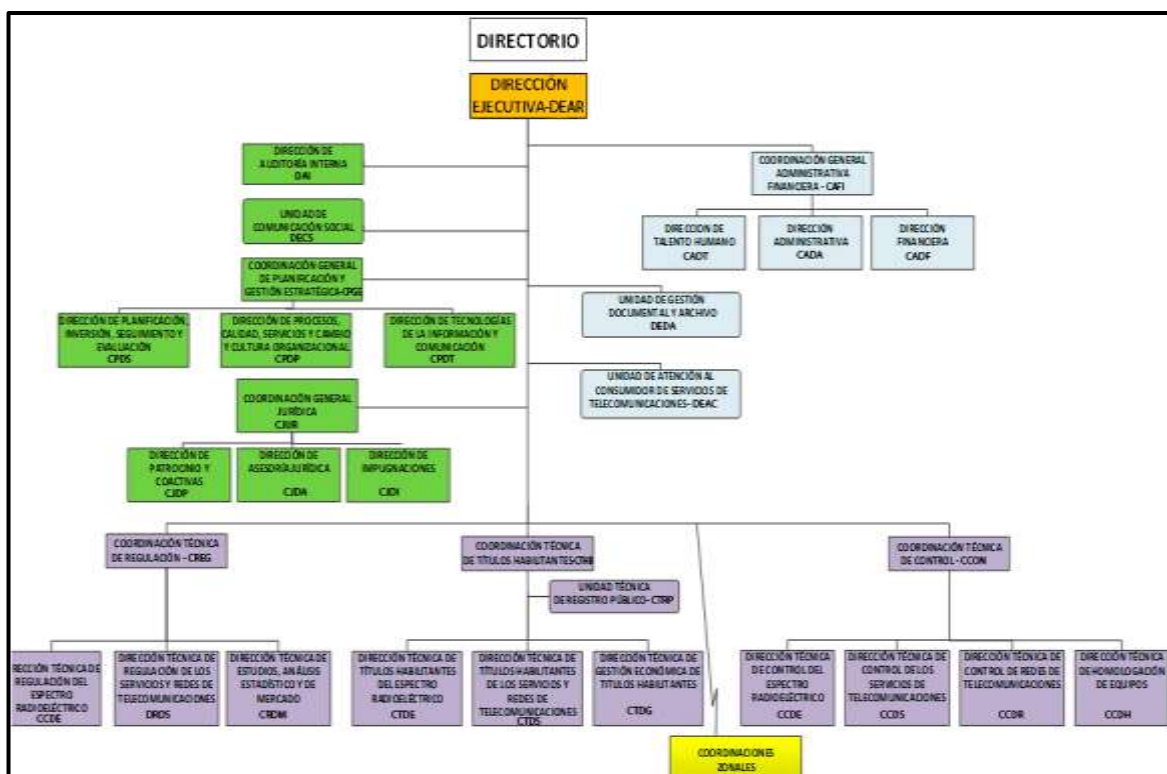 DIRECTORIO
DIRECCIÓN
EJECUTIVA-DEAR
DIRECCIÓN DE
AUDITORÍA INTERNA
DAI
COORDINACIÓN GENERAL
ADMINISTRATIVA
FINANCIERA - CAFI
UNIDAD DE
COMUNICACIÓN SOCIAL
DECS
DIRECCION DE
TALENTO HUMANO
CADT
DIRECCIÓN
ADMINISTRATIVA
CADA
DIRECCIÓN
FINANCIERA
CADF
COORDINACIÓN GENERAL
DE PLANIFICACIÓN Y
GESTIÓN ESTRATÉGICA-CPGE
UNIDAD DE GESTIÓN
DOCUMENTAL Y ARCHIVO
DEDA
DIRECCIÓN DE PLANIFICACIÓN,
INVERSIÓN, SEGUIMIENTO Y
EVALUACIÓN
CPDS
DIRECCIÓN DE PROCESOS,
CALIDAD, SERVICIOS Y CAMBIO
Y CULTURA ORGANIZACIONAL
CPDP
DIRECCIÓN DE TECNOLOGÍAS
DE LA INFORMACIÓN Y
COMUNICACIÓN
CPDT
UNIDAD DE ATENCIÓN AL
CONSUMIDOR DE SERVICIOS DE
TELECOMUNICACIONES- DEAC
COORDINACIÓN GENERAL
JURÍDICA
CJUR
DIRECCIÓN DE
PATROCINIO Y
COACTIVAS
CJDP
DIRECCIÓN DE
ASESORÍA JURÍDICA
CJDA
DIRECCIÓN DE
IMPUGNACIONES
CJDI
COORDINACIÓN TÉCNICA
DE REGULACIÓN - CREG
COORDINACIÓN TÉCNICA
DE TÍTULOS HABILITANTES-CTHB
COORDINACIÓN TÉCNICA
DE CONTROL - CCON
UNIDAD TÉCNICA
DE REGISTRO PÚBLICO- CTRP
RECCIÓN TÉCNICA DE
REGULACIÓN DEL
ESPECTRO
RADIOELÉCTRICO
CCDE
DIRECCIÓN TÉCNICA DE
REGULACIÓN DE LOS
SERVICIOS Y REDES DE
TELECOMUNICACIONES
DRDS
DIRECCIÓN TÉCNICA DE
ESTUDIOS, ANÁLISIS
ESTADÍSTICO Y DE
MERCADO
CRDM
DIRECCIÓN TÉCNICA DE
TÍTULOS HABILITANTES
DEL ESPECTRO
RADIOELÉCTRICO
CTDE
DIRECCIÓN TÉCNICA DE
TÍTULOS HABILITANTES
DE LOS SERVICIOS Y
REDES DE
TELECOMUNICACIONES
CTDS
DIRECCIÓN TÉCNICA DE
GESTIÓN ECONÓMICA DE
TÍTULOS HABILITANTES
CTDG
DIRECCIÓN TÉCNICA
DE CONTROL DEL
ESPECTRO
RADIOELÉCTRICO
CCDE
DIRECCIÓN TÉCNICA DE
CONTROL DE LOS
SERVICIOS DE
TELECOMUNICACIONES
CCDS
DIRECCIÓN TÉCNICA DE
CONTROL DE REDES DE
TELECOMUNICACIONES
CCDR
DIRECCIÓN TÉCNICA
DE HOMOLOGACIÓN
DE EQUIPOS
CCDH
COORDINACIONES
ZONALES